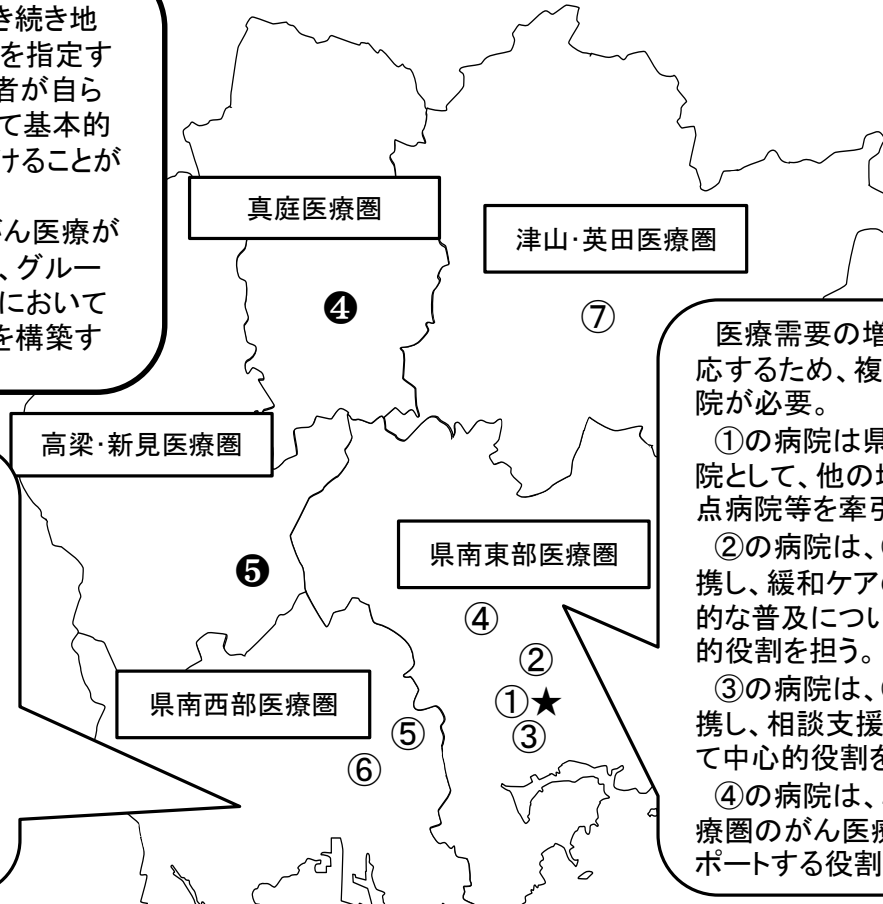 き続き地
を指定す
者が自ら
て基本的
けることが
がん医療が
、グルー
において
を構築す
真庭医療圏
津山・英田医療圏
❹
⑦
高梁・新見医療圏
県南東部医療圏
❺
④
②
①★
③
県南西部医療圏
⑤
⑥
医療需要の増
応するため、複
院が必要。
①の病院は県
院として、他の地
点病院等を牽引
②の病院は、
携し、緩和ケアの
的な普及につい
的役割を担う。
③の病院は、
携し、相談支援
て中心的役割を
④の病院は、
療圏のがん医療
ポートする役割